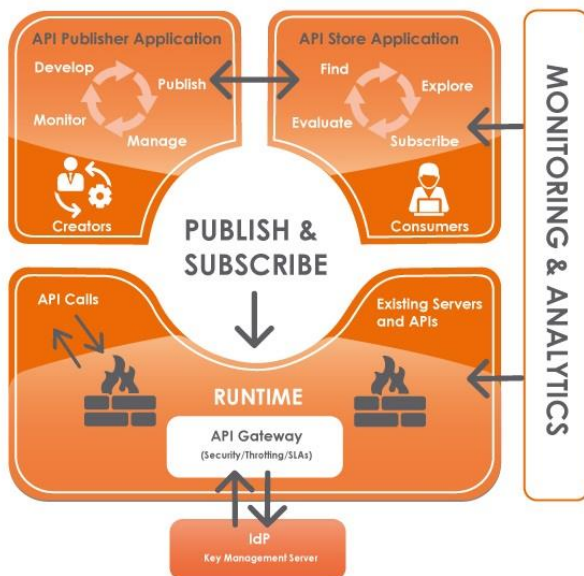 API Publisher Application
Develop
Publish
Monitor
Manage
Creators
API Store Application
Find
Explore
Evaluate
Subscribe
Consumers
PUBLISH &
SUBSCRIBE
API Calls
Existing Servers
and APIs
RUNTIME
API Gateway
(Security/Throtting/SLAs)
IdP
Key Management Server
MONITORING & ANALYTICS